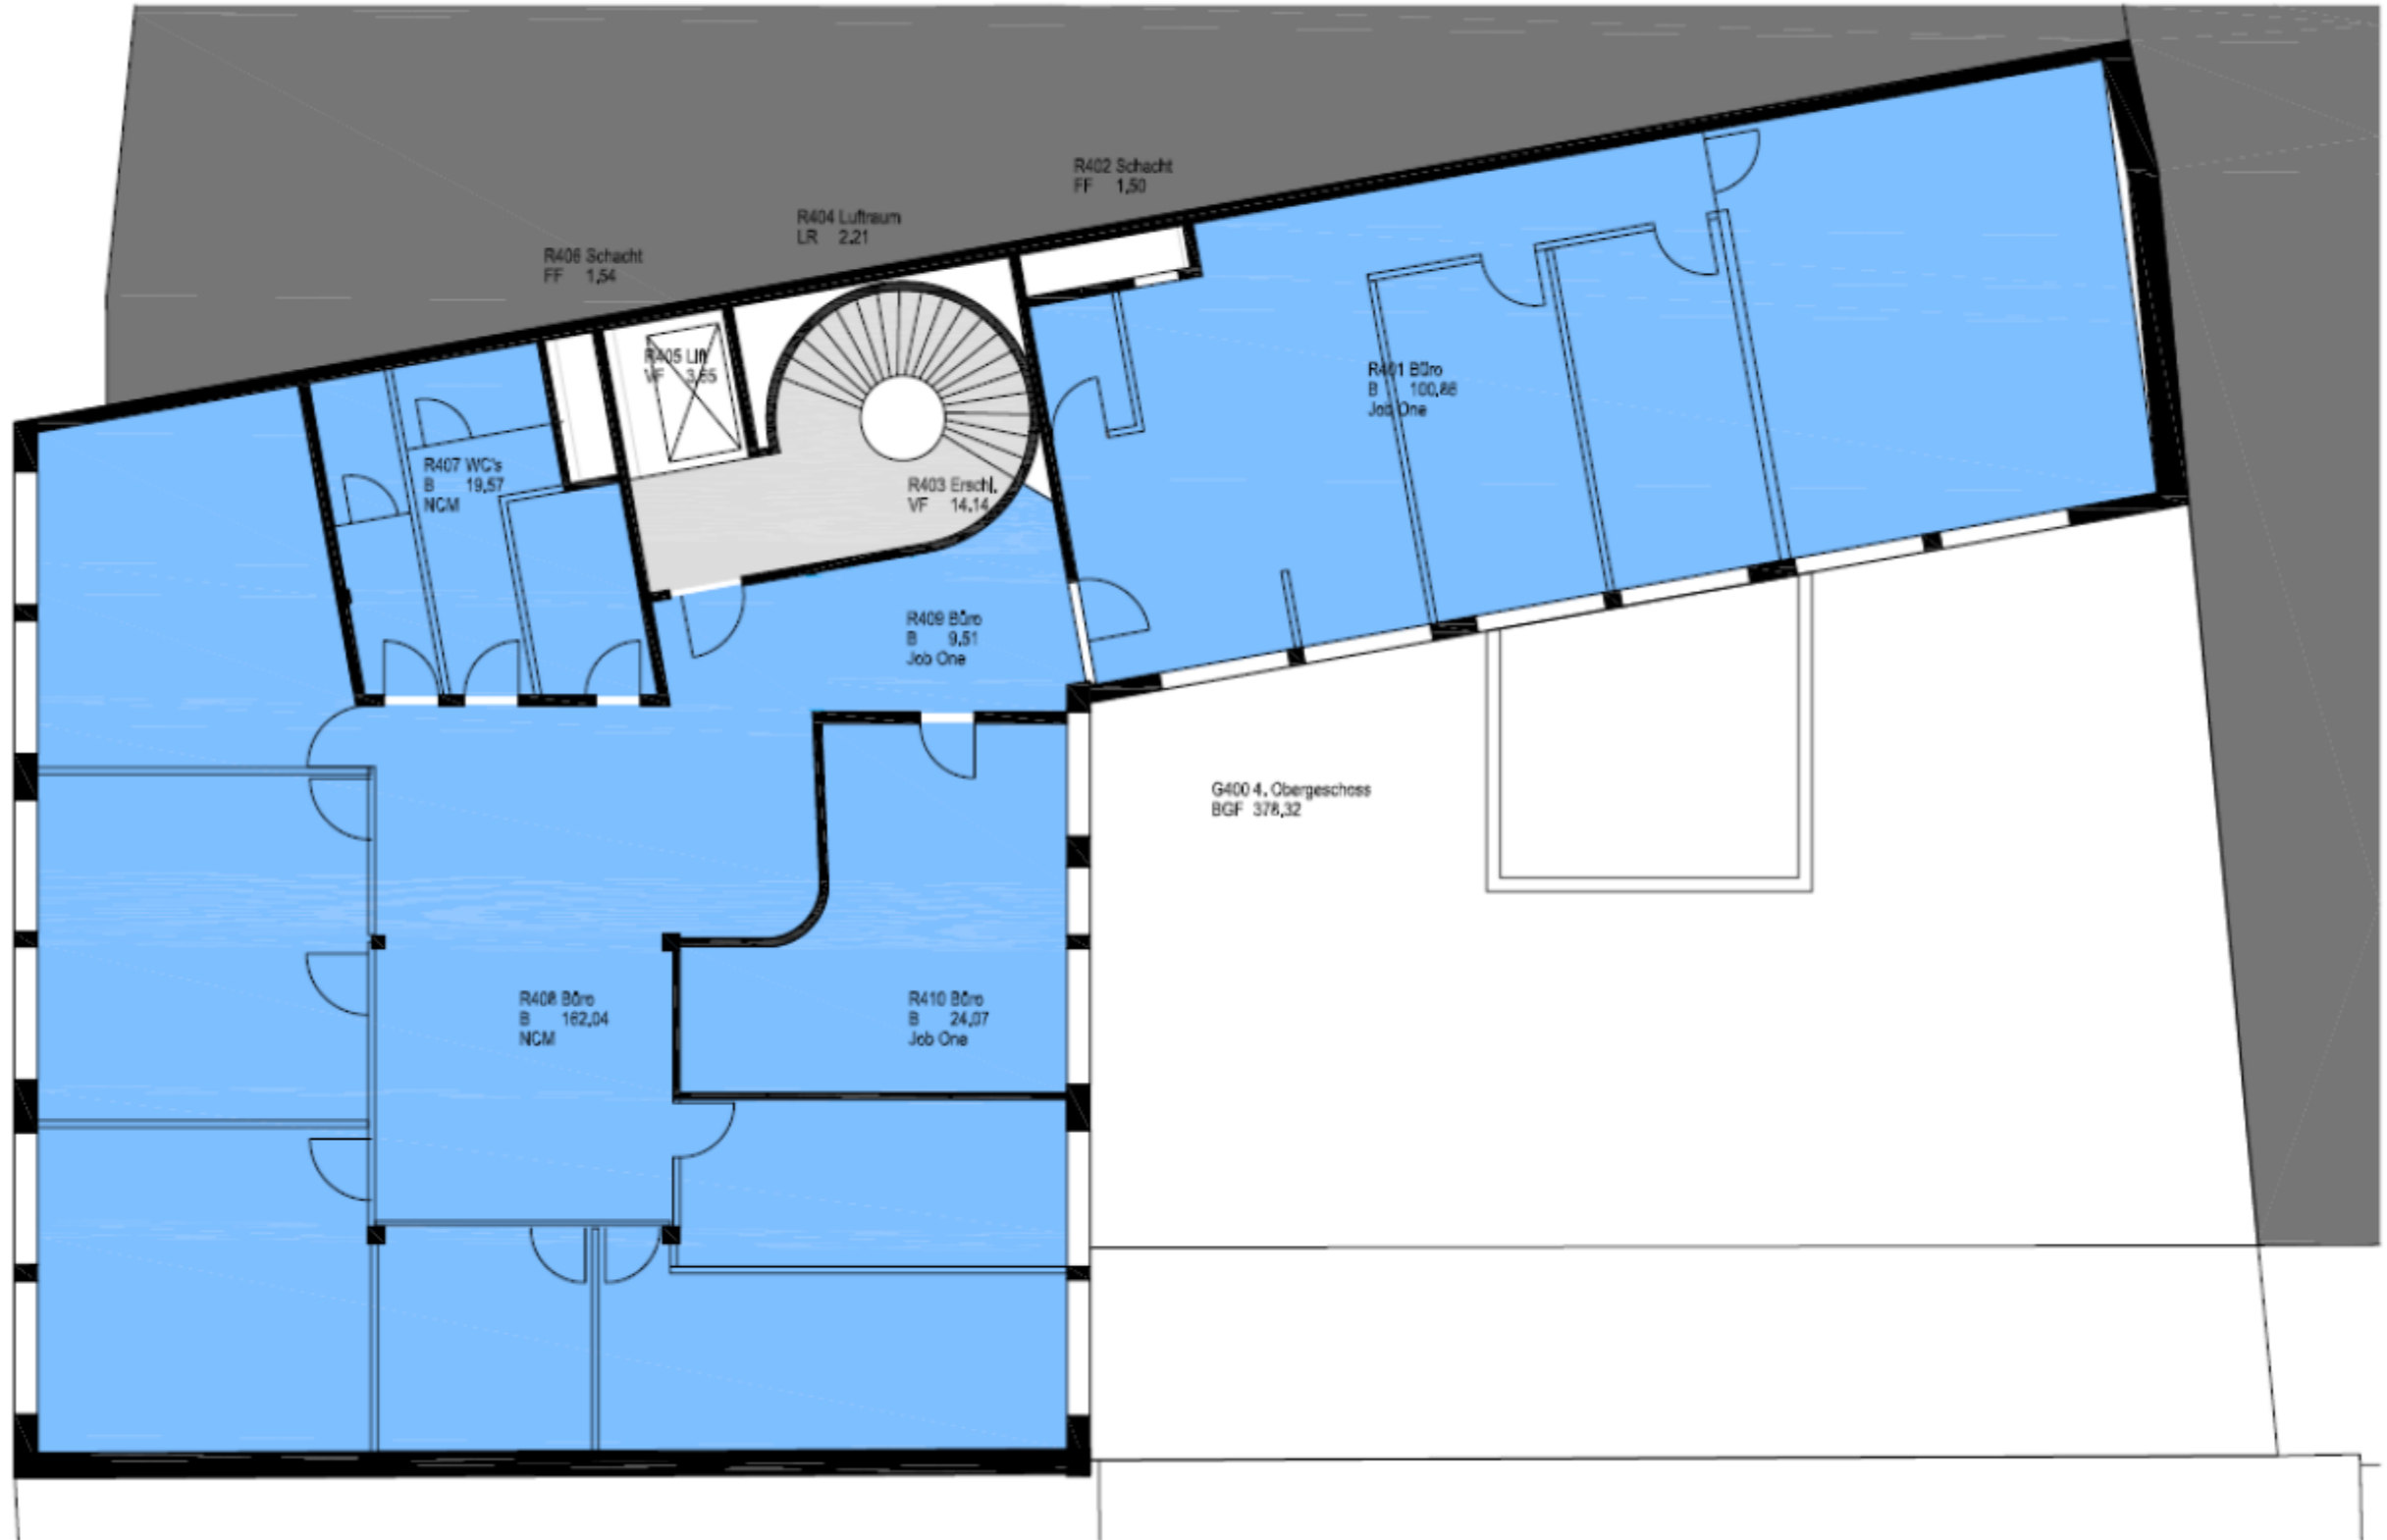 R402 Schacht
FF 1,50
R404 Luftraum
LR 2,21
R406 Schacht
FF 1,54
R405 Lift
VF 3,65
R401 Büro
B 100,86
Job One
R407 WC's
B 19,57
NCM
R403 Erschl.
VF 14,14
R409 Büro
B 9,51
Job One
G400 4. Obergeschoss
BGF 378,32
R408 Büro
B 162,04
NCM
R410 Büro
B 24,07
Job One